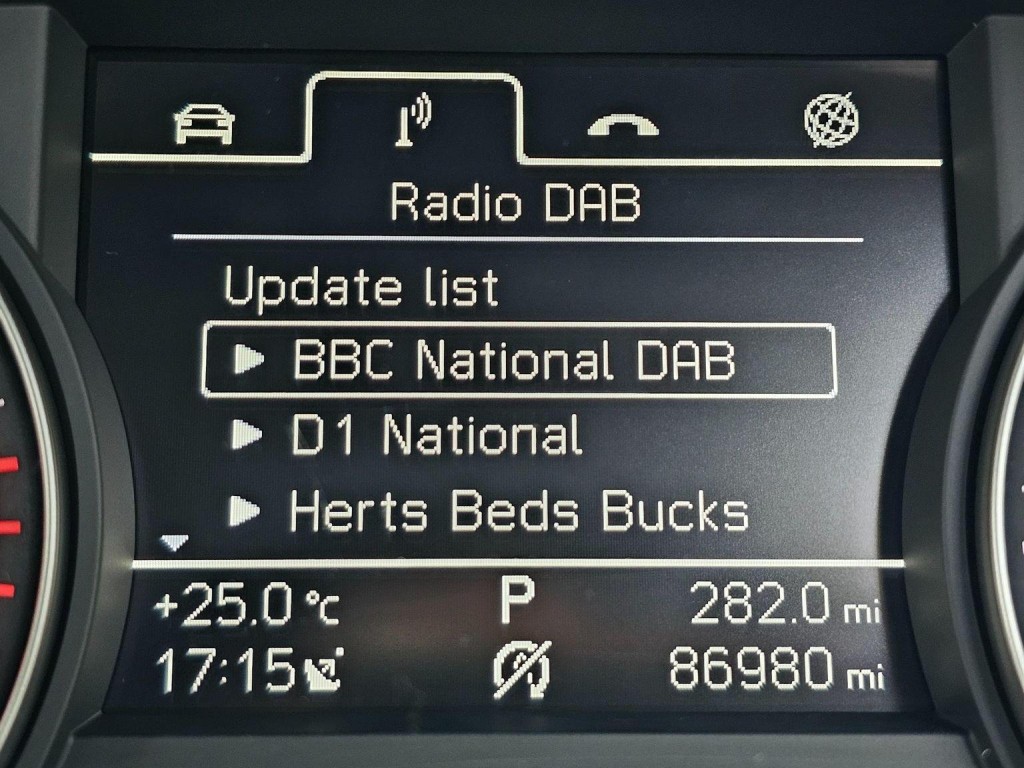 Radio DAB
Update list
BBC National DAB
D1 National
Herts Beds Bucks
+25.0 °C P 282.0 mi
17:15 86980 mi